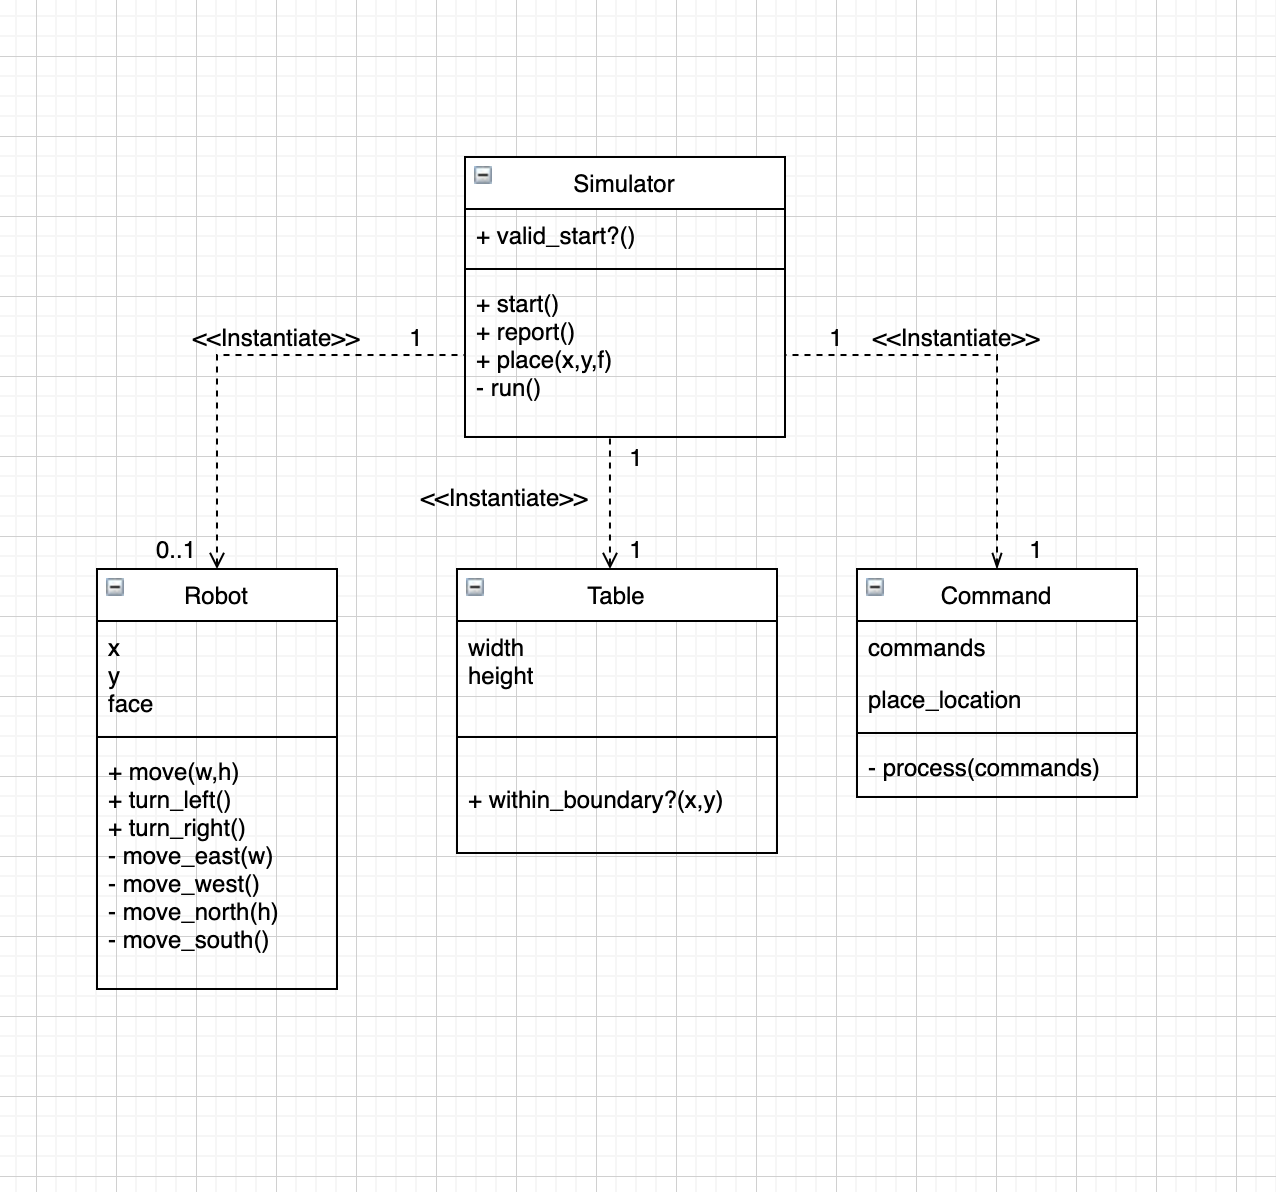 Simulator
+ valid_start?()
+ start()
+ report()
+ place(x,y,f)
- run()
<<Instantiate>> 1
1 <<Instantiate>>
1
<<Instantiate>>
0..1
1
1
Robot
x
y
face
+ move(w,h)
+ turn_left()
+ turn_right()
- move_east(w)
- move_west()
- move_north(h)
- move_south()
Table
width
height
+ within_boundary?(x,y)
Command
commands
place_location
- process(commands)